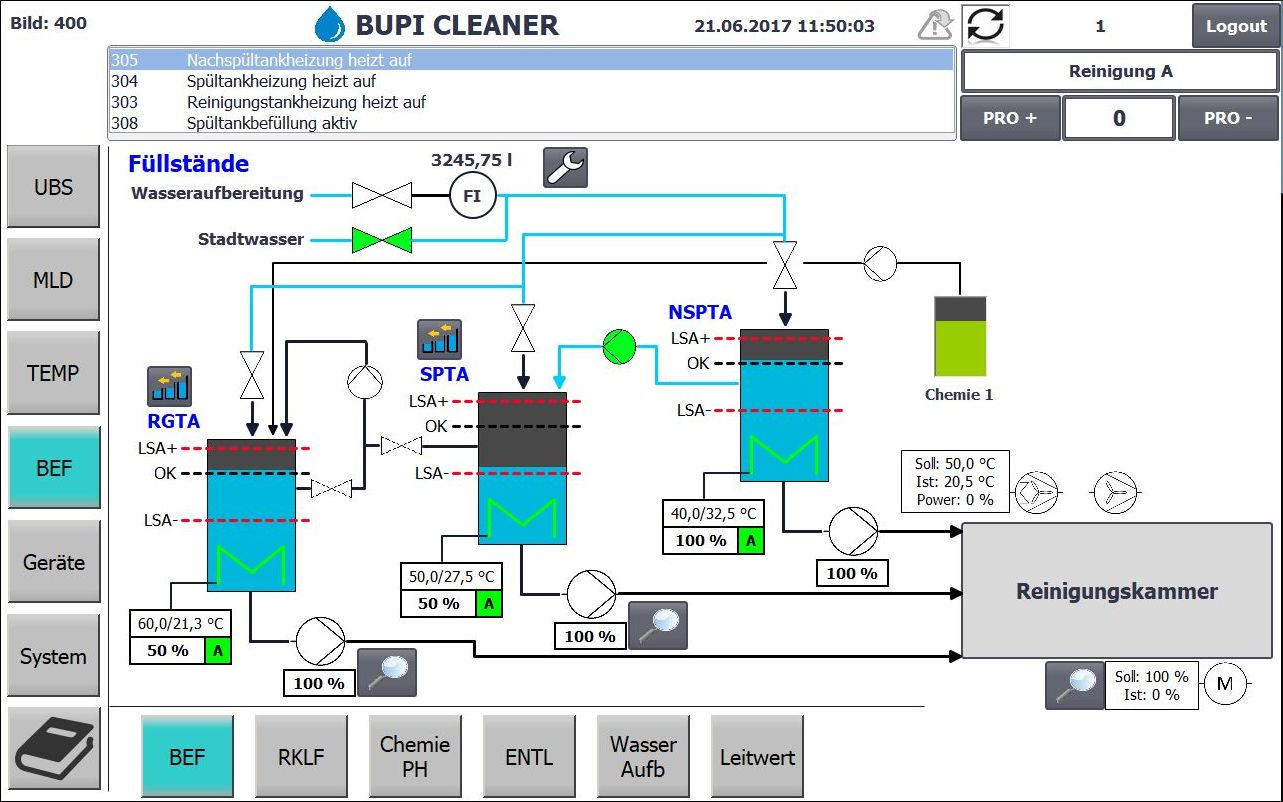 Bild: 400
BUPI CLEANER
21.06.2017 11:50:03
1
Logout
305 Nachspültankheizung heizt auf
304 Spültankheizung heizt auf
303 Reinigungstankheizung heizt auf
308 Spültankbefüllung aktiv
Reinigung A
PRO +
0
PRO -
UBS
MLD
TEMP
BEF
Geräte
System
Füllstände
3245,75 l
Wasseraufbereitung
FI
Stadtwasser
NSPTA
LSA+
OK
LSA-
Chemie 1
SPTA
LSA+
OK
LSA-
RGTA
LSA+
OK
LSA-
Soll: 50,0 °C
Ist: 20,5 °C
Power: 0 %
40,0/32,5 °C
100 % A
100 %
50,0/27,5 °C
50 % A
100 %
60,0/21,3 °C
50 % A
100 %
Reinigungskammer
Soll: 100 %
Ist: 0 %
M
BEF
RKLF
Chemie
PH
ENTL
Wasser
Aufb
Leitwert